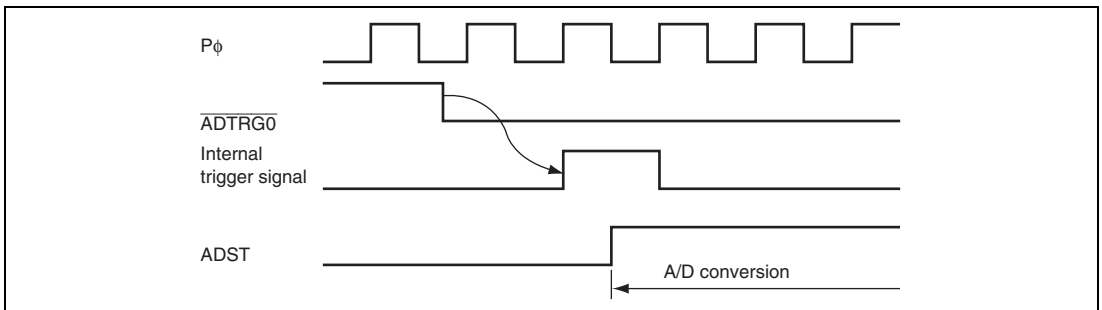 Pϕ
ADTRG0
Internal
trigger signal
ADST
A/D conversion